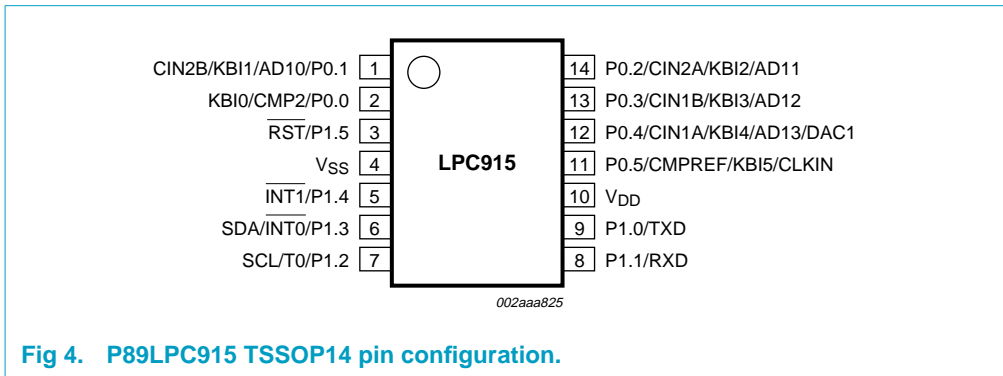 CIN2B/KBI1/AD10/P0.1 1 14 P0.2/CIN2A/KBI2/AD11
KBI0/CMP2/P0.0 2 13 P0.3/CIN1B/KBI3/AD12
RST/P1.5 3 12 P0.4/CIN1A/KBI4/AD13/DAC1
VSS 4 LPC915 11 P0.5/CMPREF/KBI5/CLKIN
INT1/P1.4 5 10 VDD
SDA/INT0/P1.3 6 9 P1.0/TXD
SCL/T0/P1.2 7 8 P1.1/RXD
002aaa825
Fig 4. P89LPC915 TSSOP14 pin configuration.